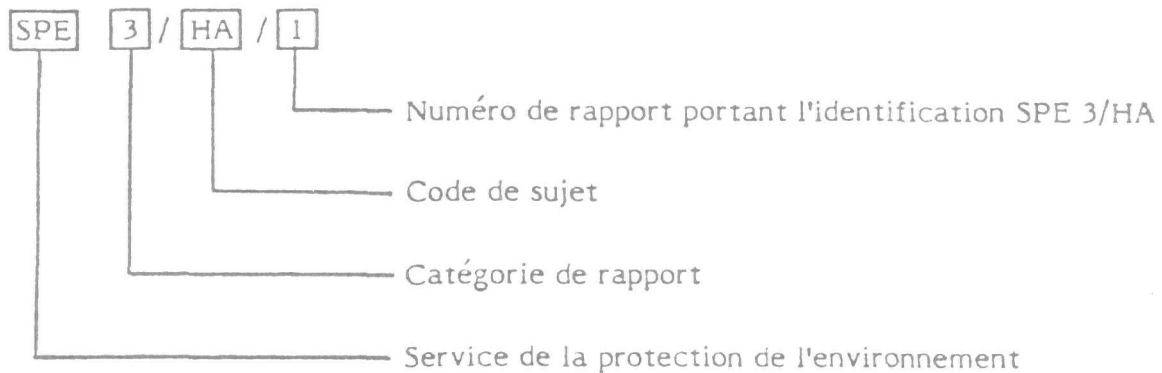 SPE 3 / HA / 1
Numéro de rapport portant l'identification SPE 3/HA
Code de sujet
Catégorie de rapport
Service de la protection de l'environnement